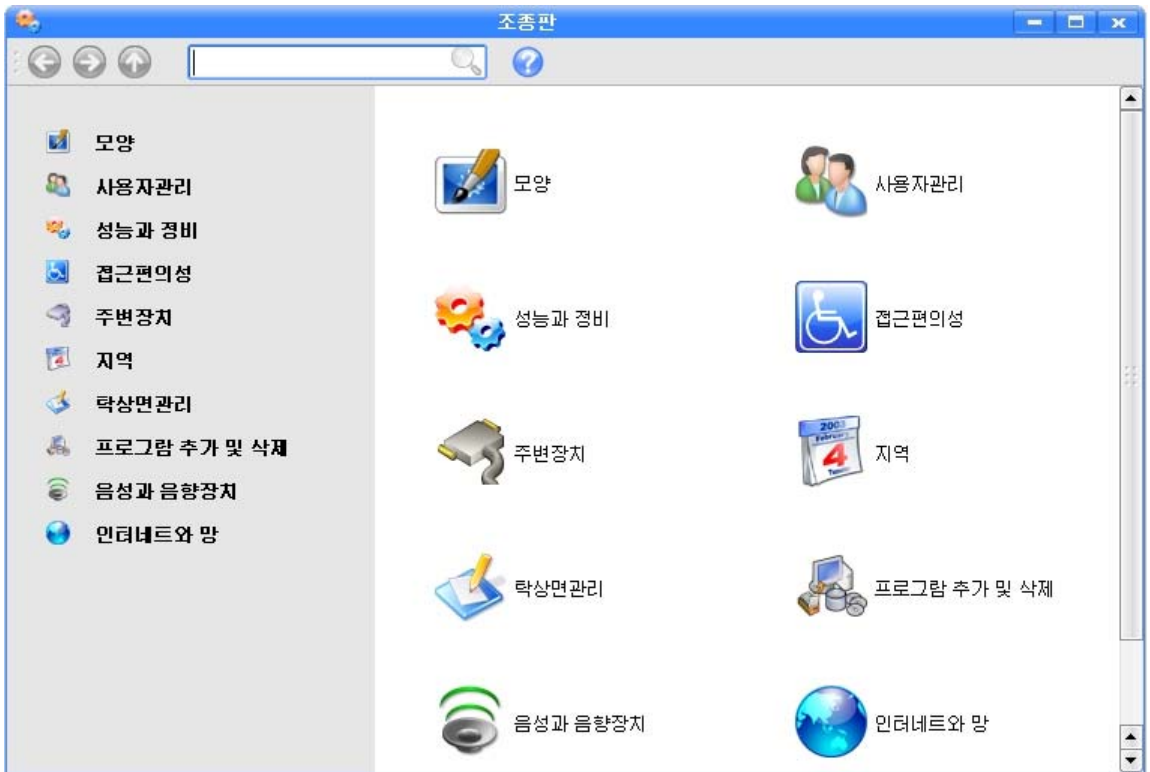 조종판
모양
사용자관리
성능과 정비
접근편의성
주변장치
지역
탁상면관리
프로그람 추가 및 삭제
음성과 음향장치
인터네트와 망
모양
사용자관리
성능과 정비
접근편의성
주변장치
2003
February
4
지역
탁상면관리
프로그람 추가 및 삭제
음성과 음향장치
인터네트와 망